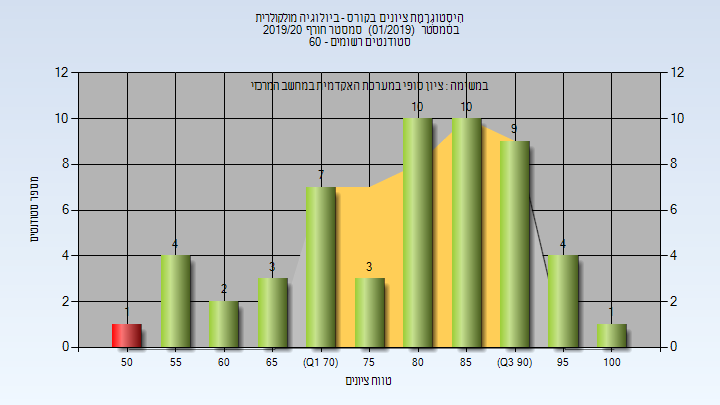 היסטוגרמת ציונים בקורס - ביולוגיה מולקולרית
בסמסטר (01/2019) סמסטר חורף 2019/20
סטודנטים רשומים - 60
במשימה : ציון סופי במערכת האקדמית במחשב המרכזי
12 12
10 10
8 8
6 6
4 4
2 2
0 0
מספר סטודנטים
1 4 2 3 7 3 10 10 9 4 1
50 55 60 65 (Q1 70) 75 80 85 (Q3 90) 95 100
טווח ציונים